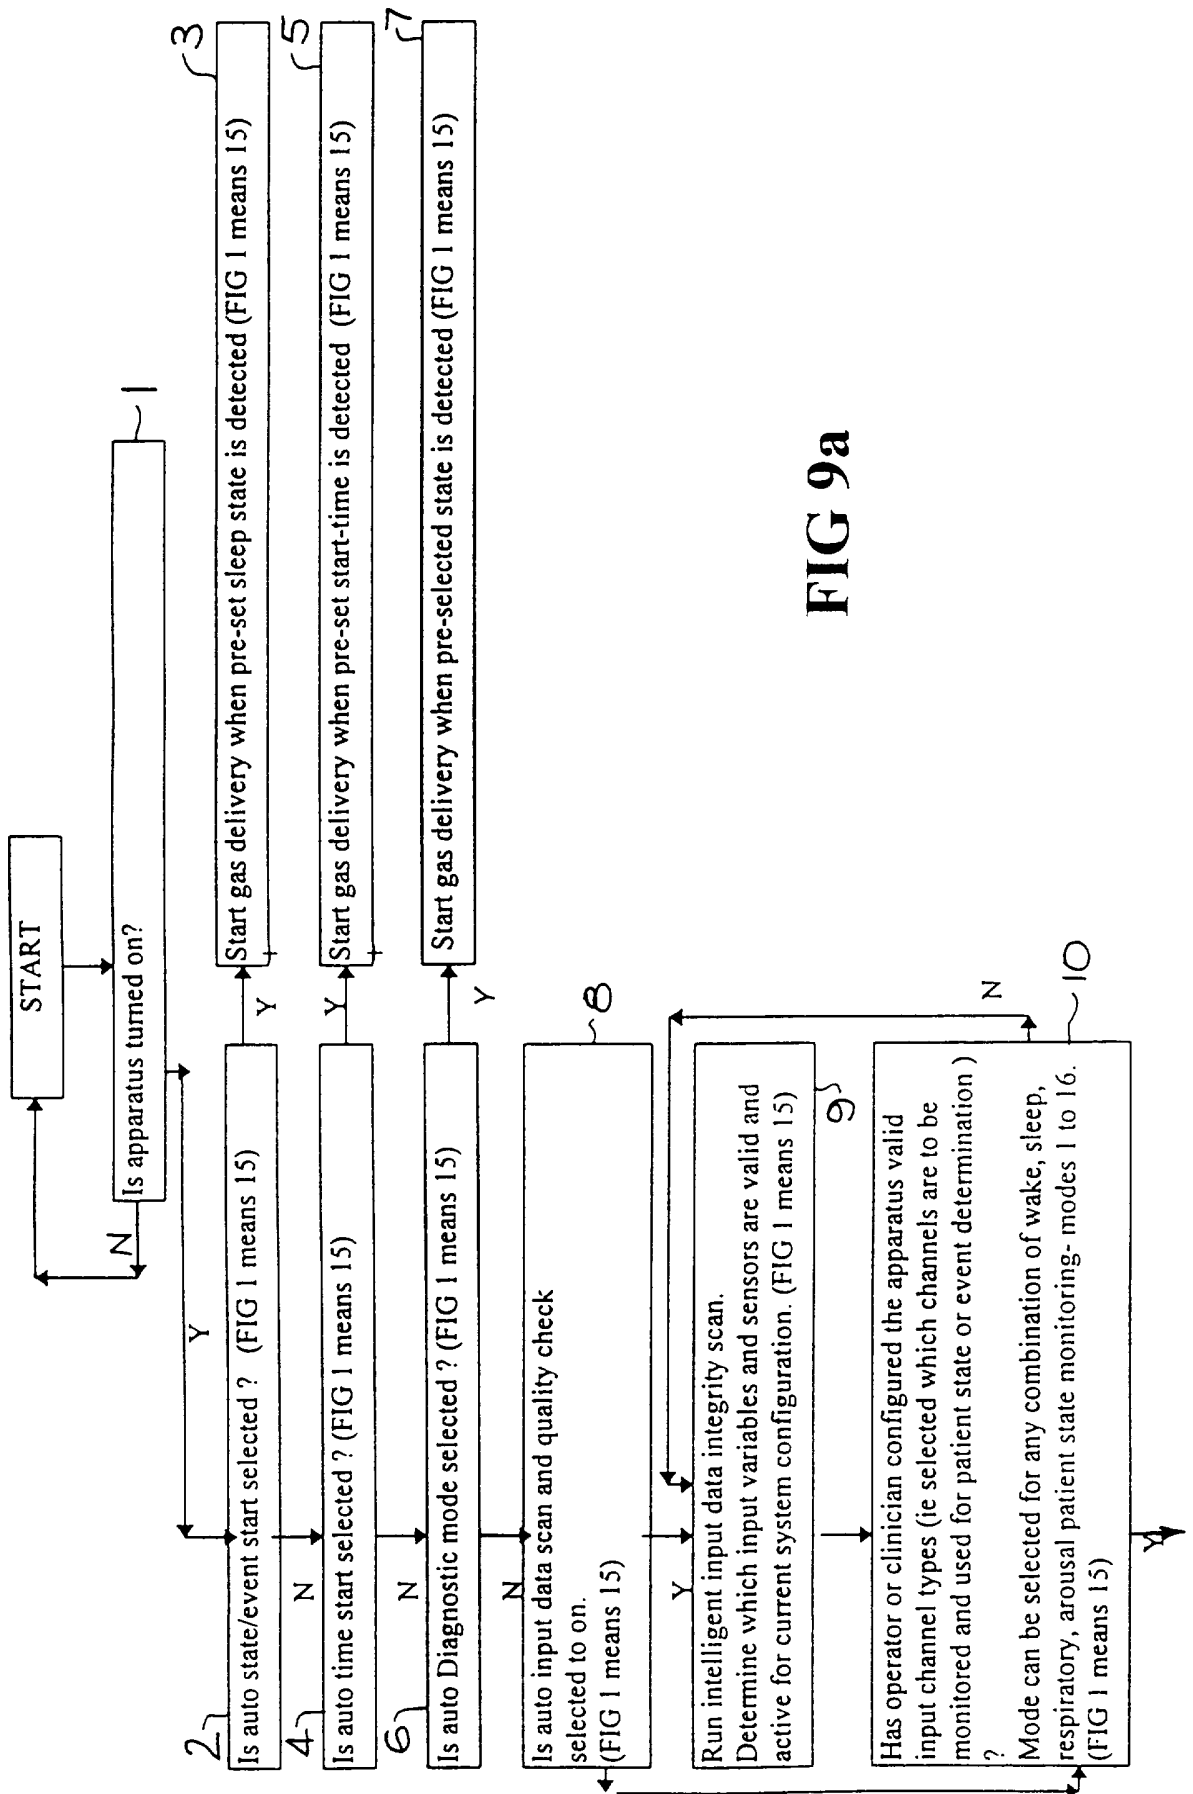 START
Is apparatus turned on?
1
N
Y
2
Is auto state/event start selected ? (FIG 1 means 15)
Y
Start gas delivery when pre-set sleep state is detected (FIG 1 means 15)
3
N
4
Is auto time start selected ? (FIG 1 means 15)
Y
Start gas delivery when pre-set start-time is detected (FIG 1 means 15)
5
N
6
Is auto Diagnostic mode selected ? (FIG 1 means 15)
Y
Start gas delivery when pre-selected state is detected (FIG 1 means 15)
7
N
Is auto input data scan and quality check
selected to on.
(FIG 1 means 15)
8
Y
Run intelligent input data integrity scan.
Determine which input variables and sensors are valid and
active for current system configuration. (FIG 1 means 15)
9
N
Has operator or clinician configured the apparatus valid
input channel types (ie selected which channels are to be
monitored and used for patient state or event determination )
?
Mode can be selected for any combination of wake, sleep,
respiratory, arousal patient state monitoring- modes 1 to 16.
(FIG 1 means 15)
10
Y
FIG 9a